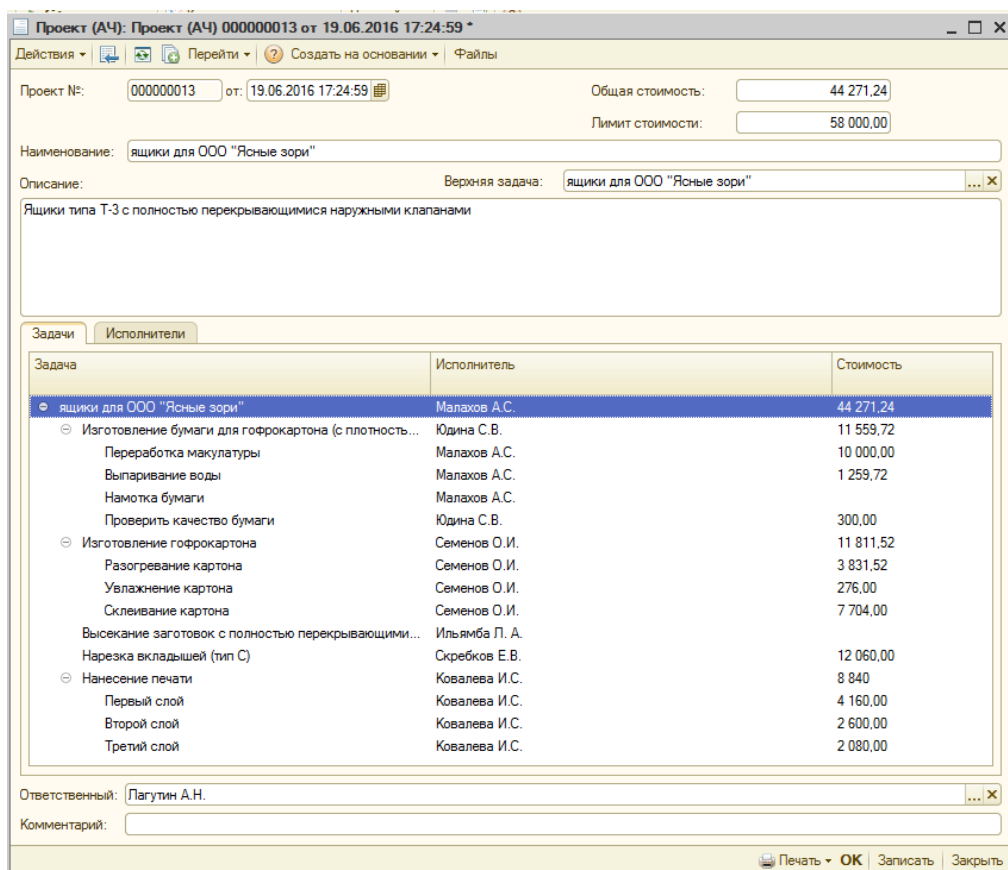 Проект (АЧ): Проект (АЧ) 000000013 от 19.06.2016 17:24:59 *
Действия Перейти Создать на основании Файлы
Проект №: 000000013 от: 19.06.2016 17:24:59 Общая стоимость: 44 271,24
Лимит стоимости: 58 000,00
Наименование: ящики для ООО "Ясные зори"
Описание: Верхняя задача: ящики для ООО "Ясные зори" ... ×
Ящики типа Т-3 с полностью перекрывающимися наружными клапанами
Задачи Исполнители
Задача Исполнитель Стоимость
ящики для ООО "Ясные зори" Малахов А.С. 44 271,24
Изготовление бумаги для гофрокартона (с плотность... Юдина С.В. 11 559,72
Переработка макулатуры Малахов А.С. 10 000,00
Выпаривание воды Малахов А.С. 1 259,72
Намотка бумаги Малахов А.С.
Проверить качество бумаги Юдина С.В. 300,00
Изготовление гофрокартона Семенов О.И. 11 811,52
Разогревание картона Семенов О.И. 3 831,52
Увлажнение картона Семенов О.И. 276,00
Склеивание картона Семенов О.И. 7 704,00
Высекание заготовок с полностью перекрывающими... Ильямба Л. А.
Нарезка вкладышей (тип С) Скребков Е.В. 12 060,00
Нанесение печати Ковалева И.С. 8 840
Первый слой Ковалева И.С. 4 160,00
Второй слой Ковалева И.С. 2 600,00
Третий слой Ковалева И.С. 2 080,00
Ответственный: Лагутин А.Н. ... ×
Комментарий:
Печать OK Записать Закрыть